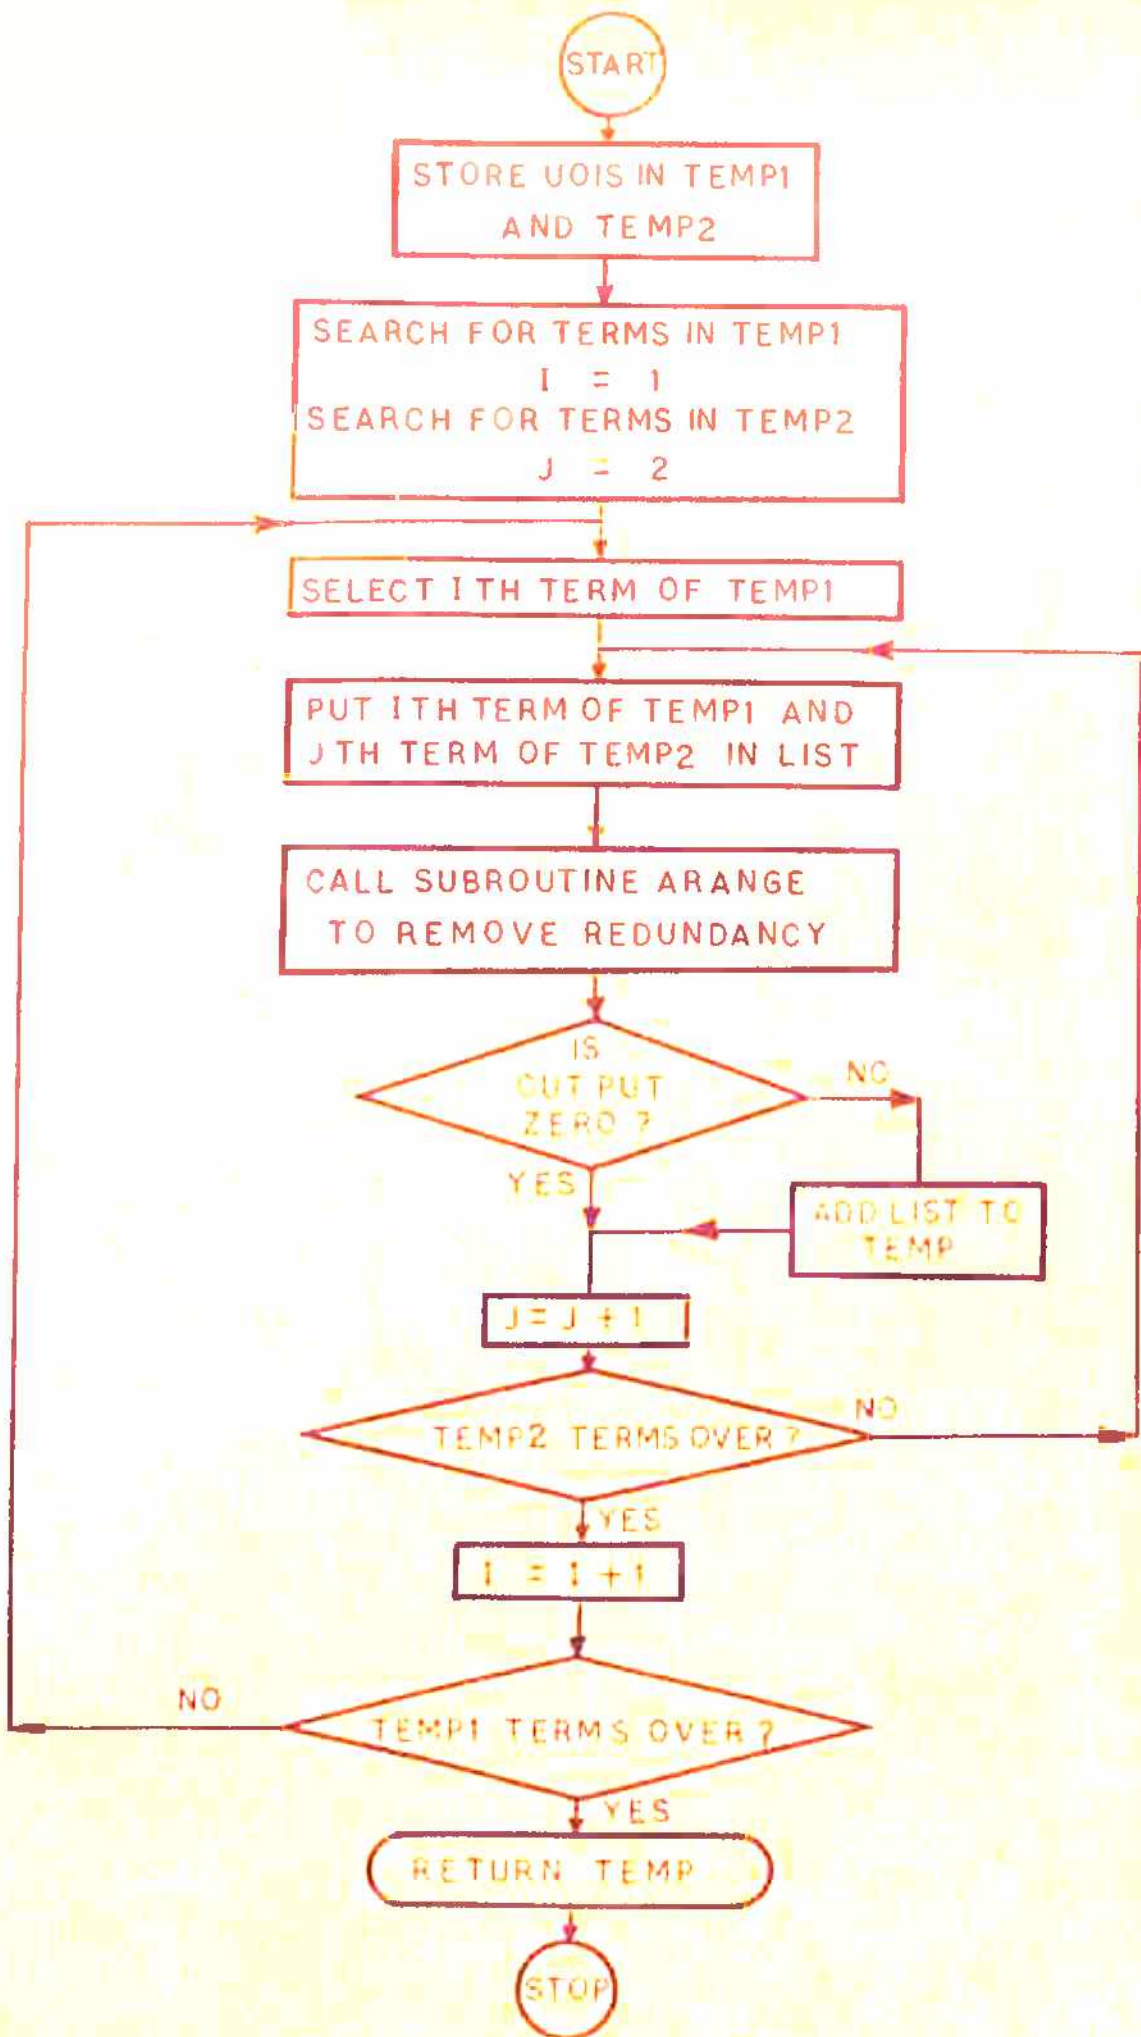 START
STORE UOIS IN TEMP1
AND TEMP2
SEARCH FOR TERMS IN TEMP1
I = 1
SEARCH FOR TERMS IN TEMP2
J = 2
SELECT ITH TERM OF TEMP1
PUT ITH TERM OF TEMP1 AND
JTH TERM OF TEMP2 IN LIST
CALL SUBROUTINE ARANGE
TO REMOVE REDUNDANCY
IS
OUT PUT
ZERO ?
NO
YES
ADD LIST TO
TEMP
J = J + 1
TEMP2 TERMS OVER ?
NO
YES
I = I + 1
TEMP1 TERMS OVER ?
NO
YES
RETURN TEMP
STOP